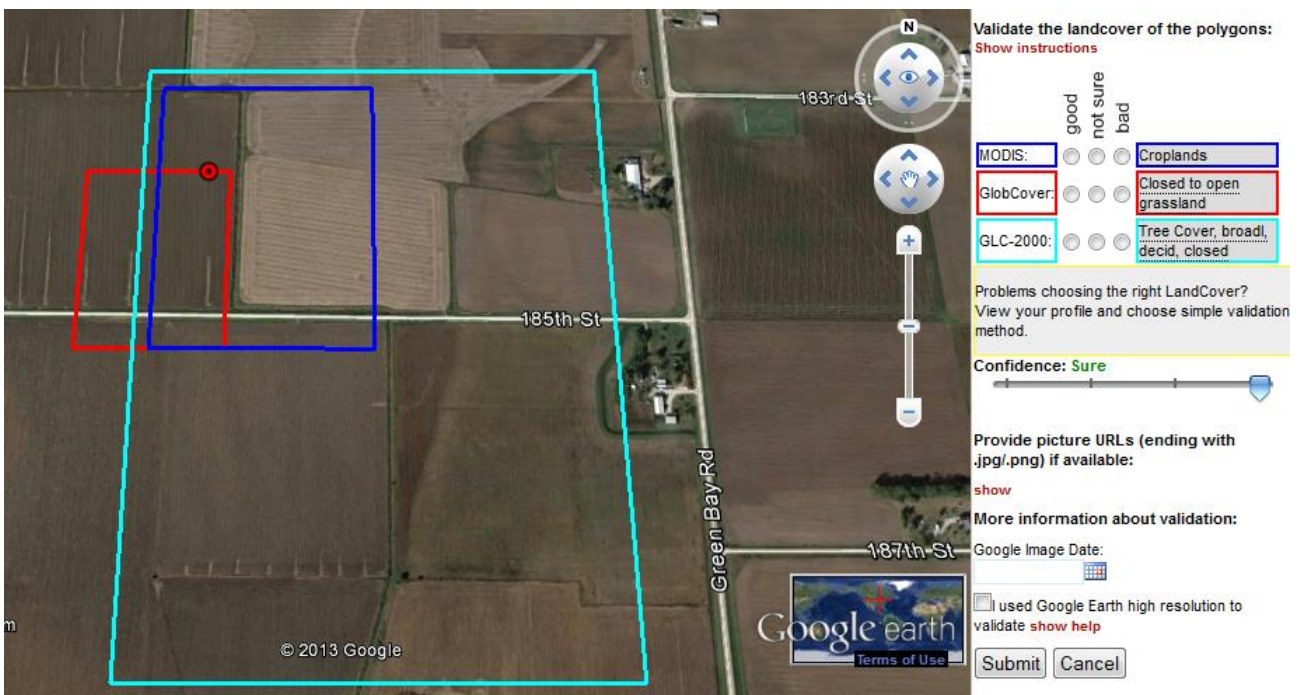 N
183rd St
185th St
Green Bay Rd
187th St
m
© 2013 Google
Google earth
Terms of Use
Validate the landcover of the polygons:
Show instructions
good
not sure
bad
MODIS:
Croplands
GlobCover:
Closed to open
grassland
GLC-2000:
Tree Cover, broadl,
decid, closed
Problems choosing the right LandCover?
View your profile and choose simple validation
method.
Confidence: Sure
Provide picture URLs (ending with
.jpg/.png) if available:
show
More information about validation:
Google Image Date:
I used Google Earth high resolution to
validate show help
Submit Cancel